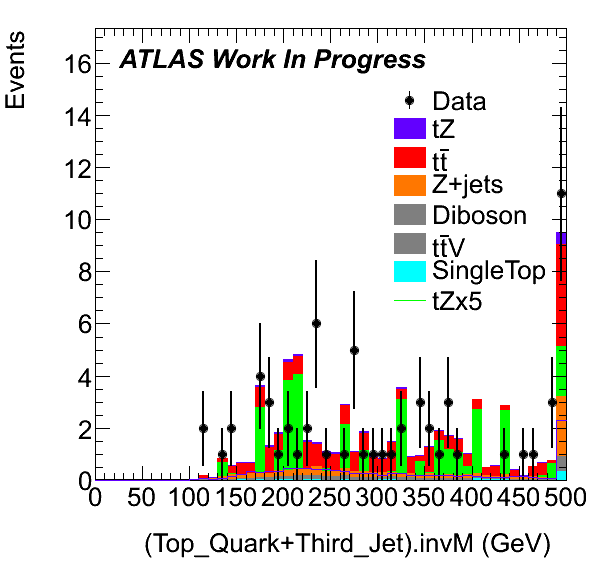 Events
ATLAS Work In Progress
Data
tZ
tt̄
Z+jets
Diboson
tt̄V
SingleTop
tZx5
16
14
12
10
8
6
4
2
0
0 50 100 150 200 250 300 350 400 450 500
(Top_Quark+Third_Jet).invM (GeV)